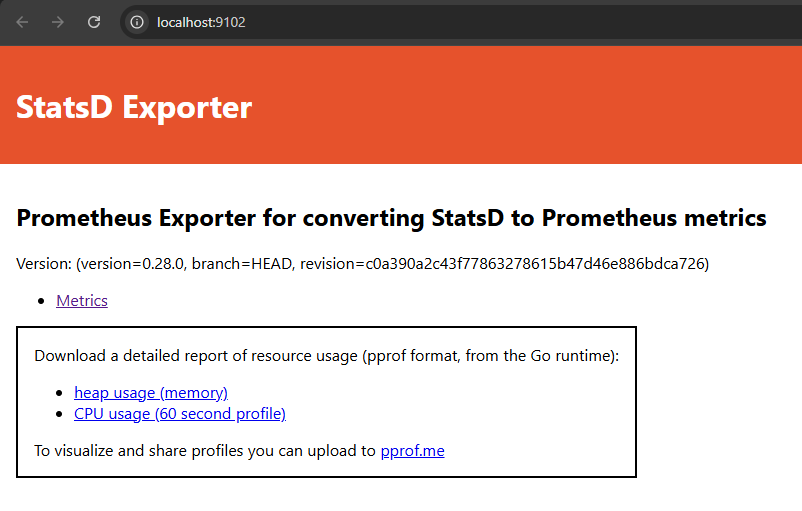 localhost:9102
StatsD Exporter
Prometheus Exporter for converting StatsD to Prometheus metrics
Version: (version=0.28.0, branch=HEAD, revision=c0a390a2c43f77863278615b47d46e886bdca726)
Metrics
Download a detailed report of resource usage (pprof format, from the Go runtime):
heap usage (memory)
CPU usage (60 second profile)
To visualize and share profiles you can upload to pprof.me